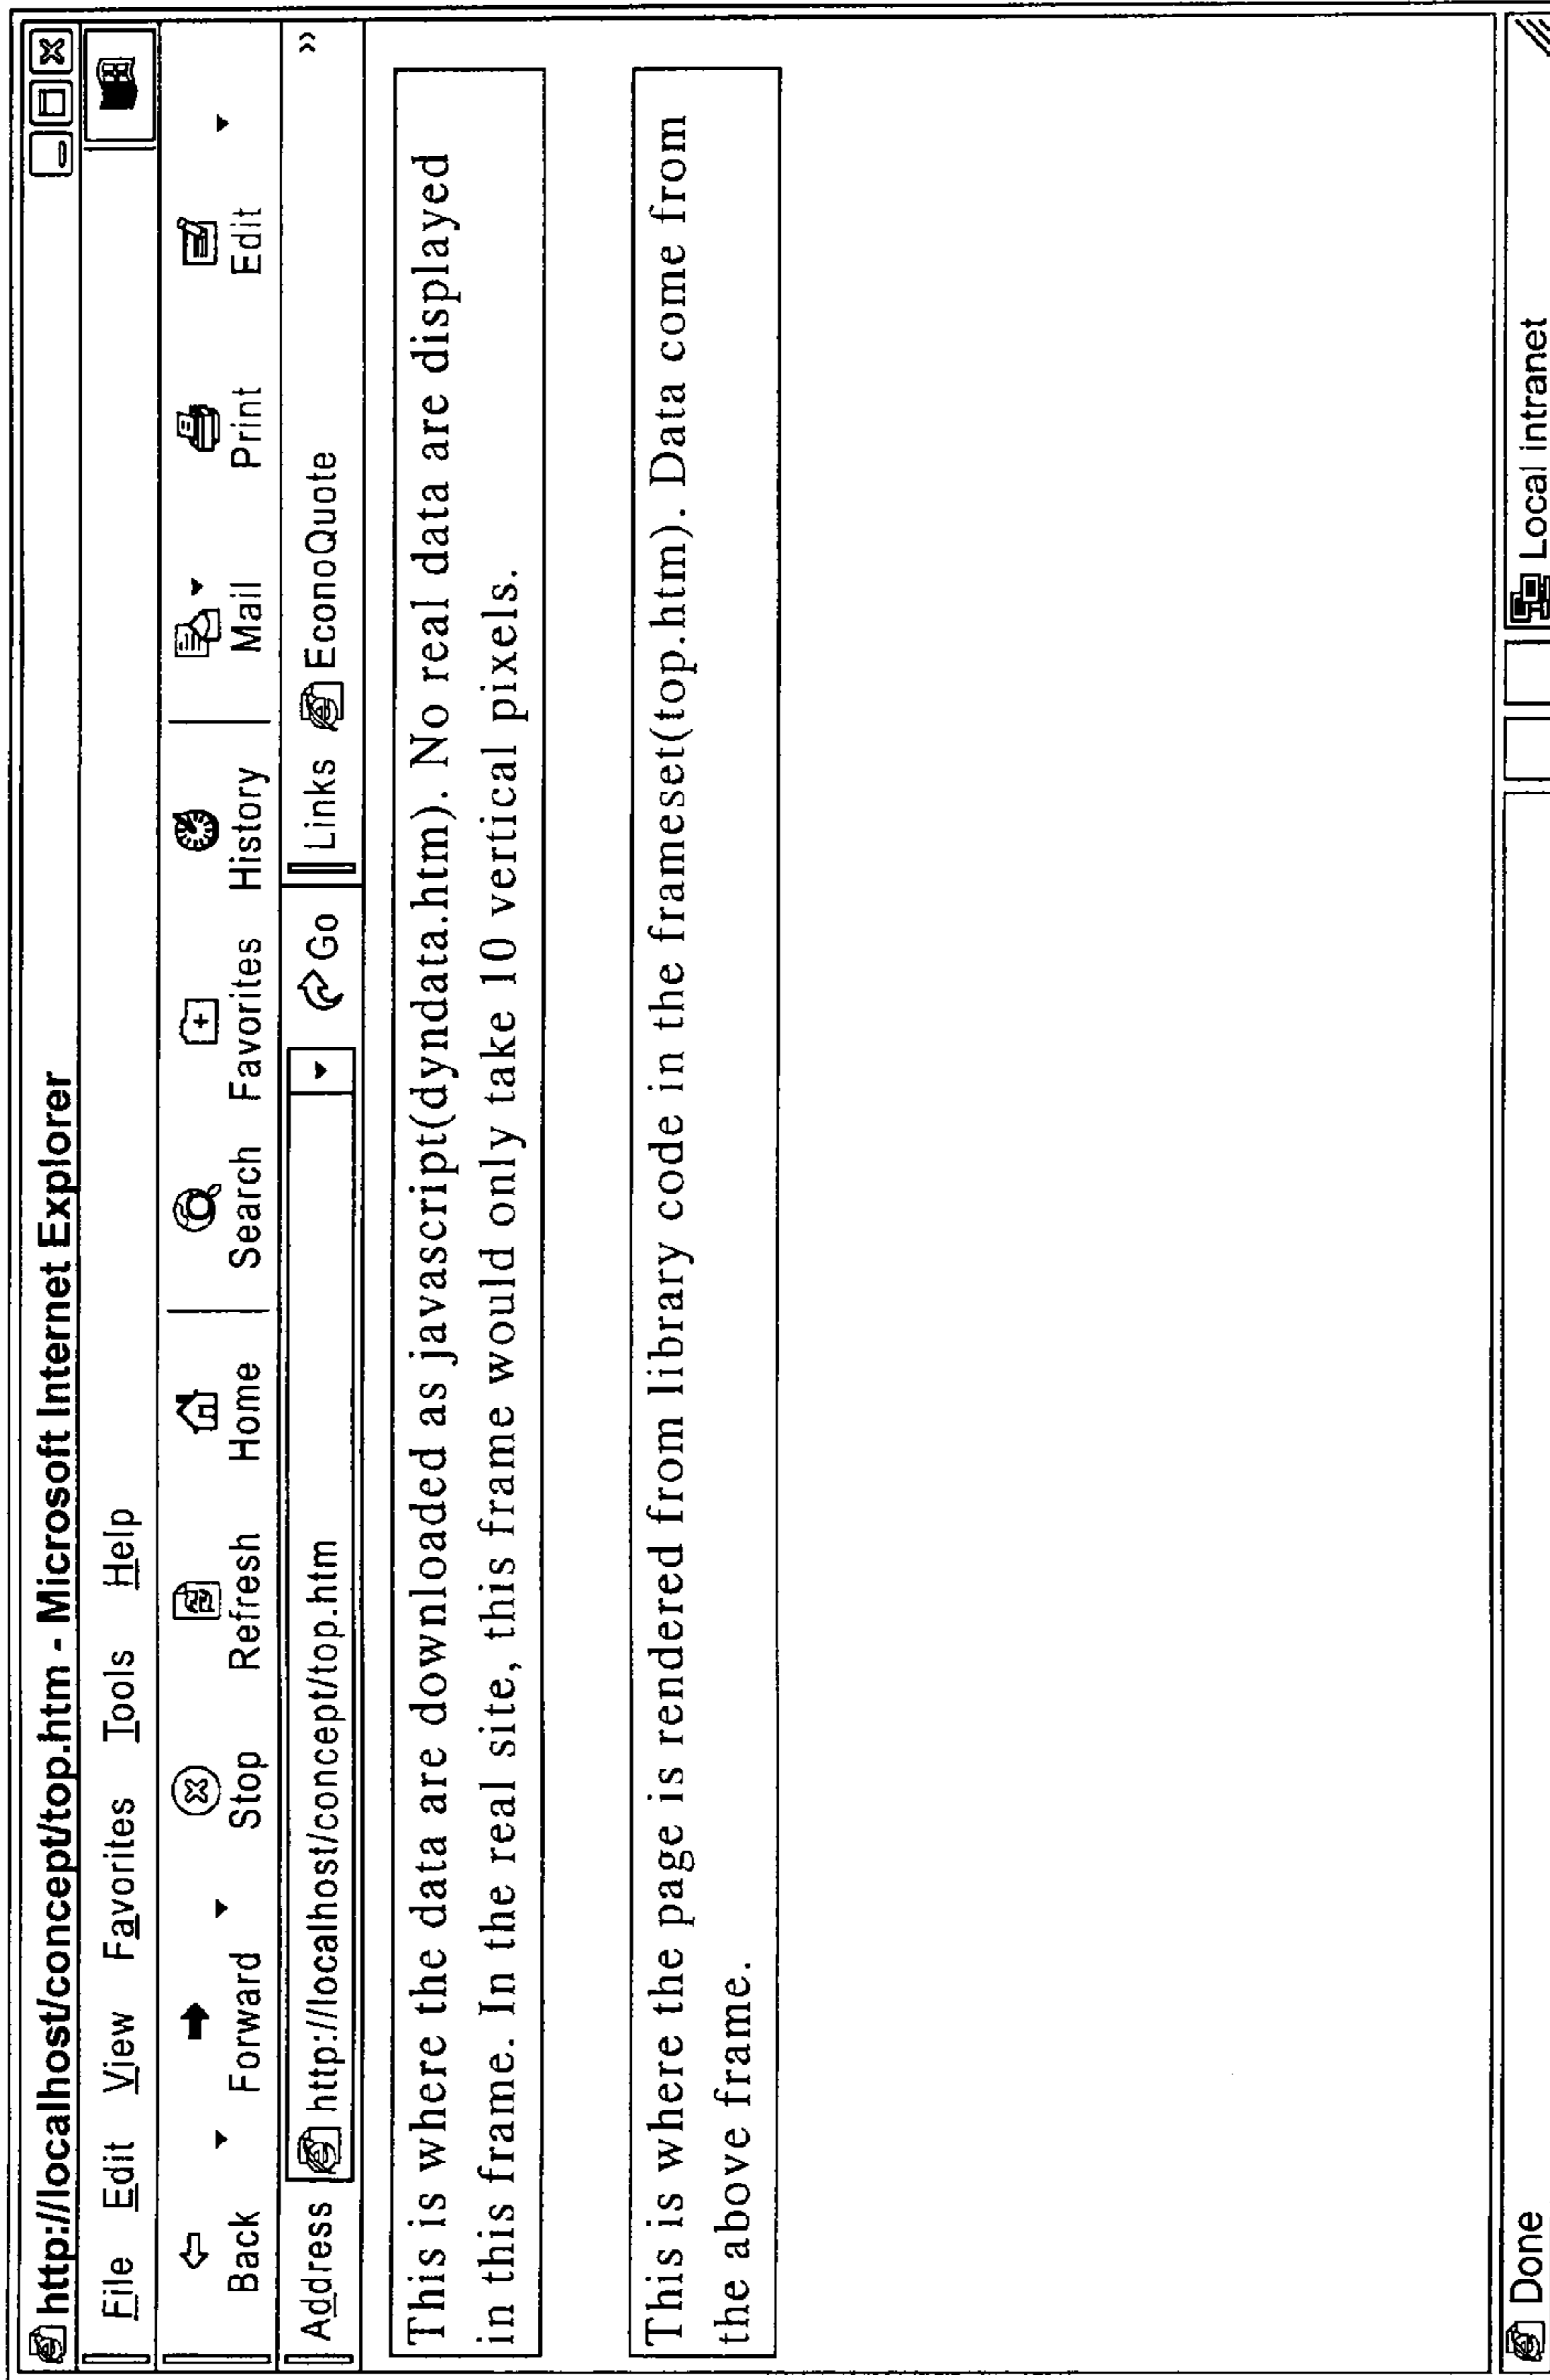 http://localhost/concept/top.htm - Microsoft Internet Explorer
File Edit View Favorites Tools Help
Back Forward Stop Refresh Home Search Favorites History Mail Print Edit
Address http://localhost/concept/top.htm Go Links EconoQuote »
This is where the data are downloaded as javascript(dyndata.htm). No real data are displayed
in this frame. In the real site, this frame would only take 10 vertical pixels.
This is where the page is rendered from library code in the frameset(top.htm). Data come from
the above frame.
Done Local intranet